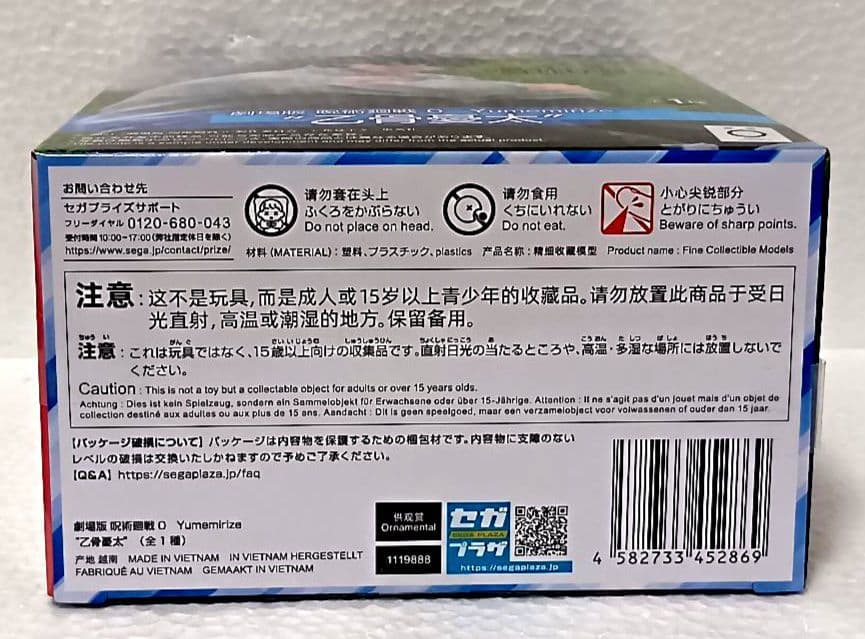 お問い合わせ先
セガプライズサポート
フリーダイヤル 0120-680-043
受付時間 10:00~17:00(弊社指定休日を除く)
https://www.sega.jp/contact/prize/
请勿套在头上
ふくろをかぶらない
Do not place on head.
请勿食用
くちにいれない
Do not eat.
小心尖锐部分
とがりにちゅうい
Beware of sharp points.
材料 (MATERIAL) : 塑料、プラスチック、plastics 产品名称 : 精细收藏模型 Product name : Fine Collectible Models
注意 : 这不是玩具,而是成人或15岁以上青少年的收藏品。请勿放置此商品于受日
光直射,高温或潮湿的地方。保留备用。
注意 : これは玩具ではなく、15歳以上向けの収集品です。直射日光の当たるところや、高温・多湿な場所には放置しないで
ください。
Caution : This is not a toy but a collectable object for adults or over 15 years old.
Achtung : Dies ist kein Spielzeug, sondern ein Sammelobjekt für Erwachsene oder über 15-Jährige. Attention : Il ne s'agit pas d'un jouet mais d'un objet de
collection destiné aux adultes ou aux plus de 15 ans. Aandacht : Dit is geen speelgoed, maar een verzamelobject voor volwassenen of ouder dan 15 jaar.
【パッケージ破損について】パッケージは内容物を保護するための梱包材です。内容物に支障のない
レベルの破損は交換いたしかねますので予めご了承ください。
【Q&A】https://segaplaza.jp/faq
劇場版 呪術廻戦 0 Yumemirize
"乙骨憂太" (全1種)
产地 越南 MADE IN VIETNAM IN VIETNAM HERGESTELLT
FABRIQUÉ AU VIETNAM GEMAAKT IN VIETNAM
供观赏
Ornamental
1119888
セガ
SEGA PLAZA
プラザ
https://segaplaza.jp
4 582733 452869